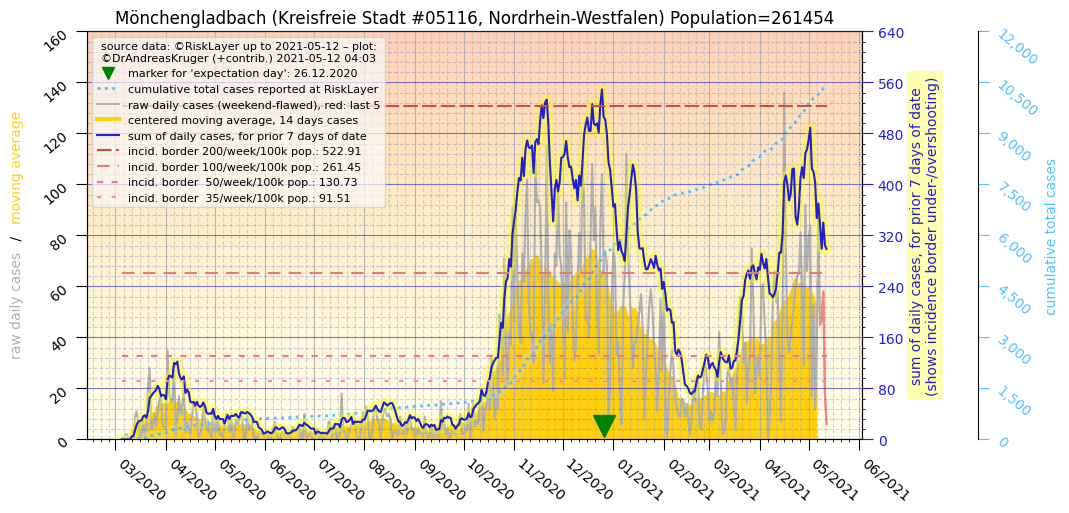 Mönchengladbach (Kreisfreie Stadt #05116, Nordrhein-Westfalen) Population=261454
source data: ©RiskLayer up to 2021-05-12 – plot:
©DrAndreasKruger (+contrib.) 2021-05-12 04:03
marker for 'expectation day': 26.12.2020
cumulative total cases reported at RiskLayer
raw daily cases (weekend-flawed), red: last 5
centered moving average, 14 days cases
sum of daily cases, for prior 7 days of date
incid. border 200/week/100k pop.: 522.91
incid. border 100/week/100k pop.: 261.45
incid. border 50/week/100k pop.: 130.73
incid. border 35/week/100k pop.: 91.51
raw daily cases / moving average
160
140
120
100
80
60
40
20
0
640
560
480
400
320
240
160
80
0
sum of daily cases, for prior 7 days of date
(shows incidence border under-/overshooting)
12,000
10,500
9,000
7,500
6,000
4,500
3,000
1,500
0
cumulative total cases
03/2020
04/2020
05/2020
06/2020
07/2020
08/2020
09/2020
10/2020
11/2020
12/2020
01/2021
02/2021
03/2021
04/2021
05/2021
06/2021